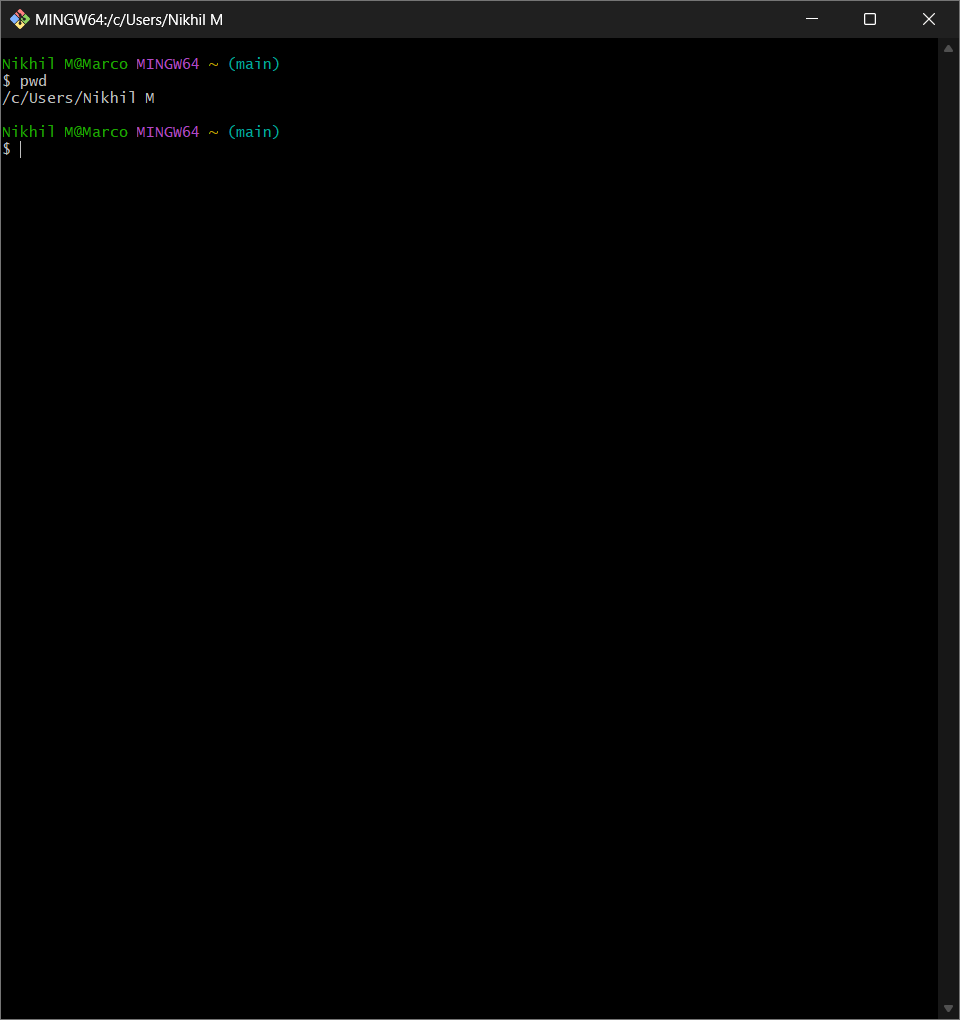 MINGW64:/c/Users/Nikhil M
Nikhil M@Marco MINGW64 ~ (main)
$ pwd
/c/Users/Nikhil M
Nikhil M@Marco MINGW64 ~ (main)
$